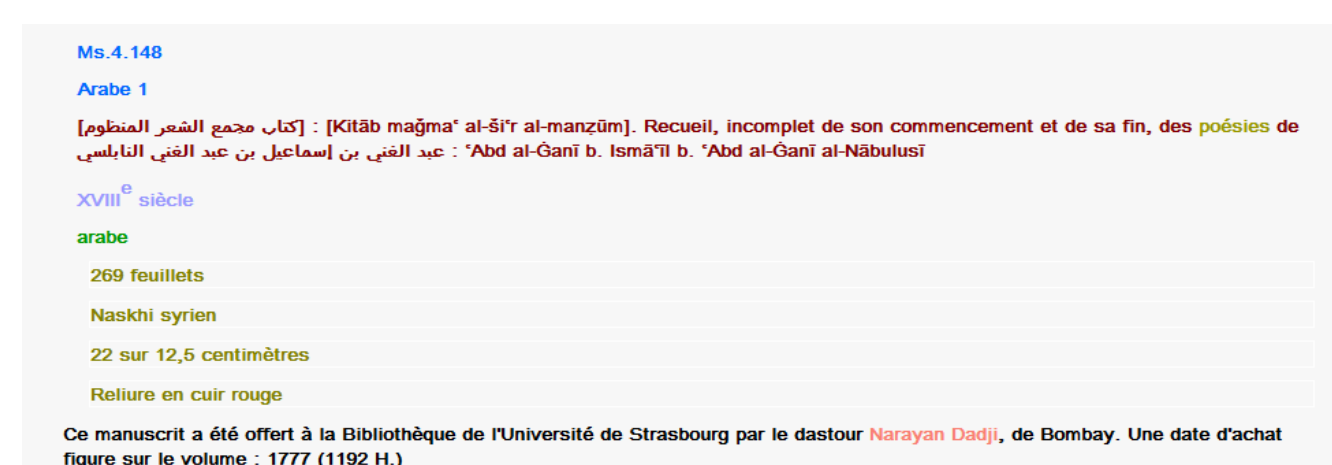 Ms.4.148
Arabe 1
[كتاب مجمع الشعر المنظوم] : [Kitāb maǧmaʿ al-šiʿr al-manẓūm]. Recueil, incomplet de son commencement et de sa fin, des poésies de
عبد الغني بن إسماعيل بن عبد الغني النابلسي : ʿAbd al-Ġanī b. Ismāʿīl b. ʿAbd al-Ġanī al-Nābulusī
XVIIIe siècle
arabe
269 feuillets
Naskhi syrien
22 sur 12,5 centimètres
Reliure en cuir rouge
Ce manuscrit a été offert à la Bibliothèque de l'Université de Strasbourg par le dastour Narayan Dadji, de Bombay. Une date d'achat
figure sur le volume : 1777 (1192 H.)